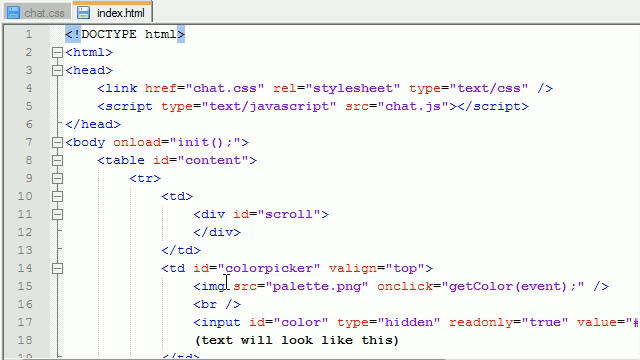 chat.css index.html
1 <!DOCTYPE html>
2 <html>
3 <head>
4 <link href="chat.css" rel="stylesheet" type="text/css" />
5 <script type="text/javascript" src="chat.js"></script>
6 </head>
7 <body onload="init();">
8 <table id="content">
9 <tr>
10 <td>
11 <div id="scroll">
12 </div>
13 </td>
14 <td id="colorpicker" valign="top">
15 <img src="palette.png" onclick="getColor(event);" />
16 <br />
17 <input id="color" type="hidden" readonly="true" value="#
18 (text will look like this)
19 </td>